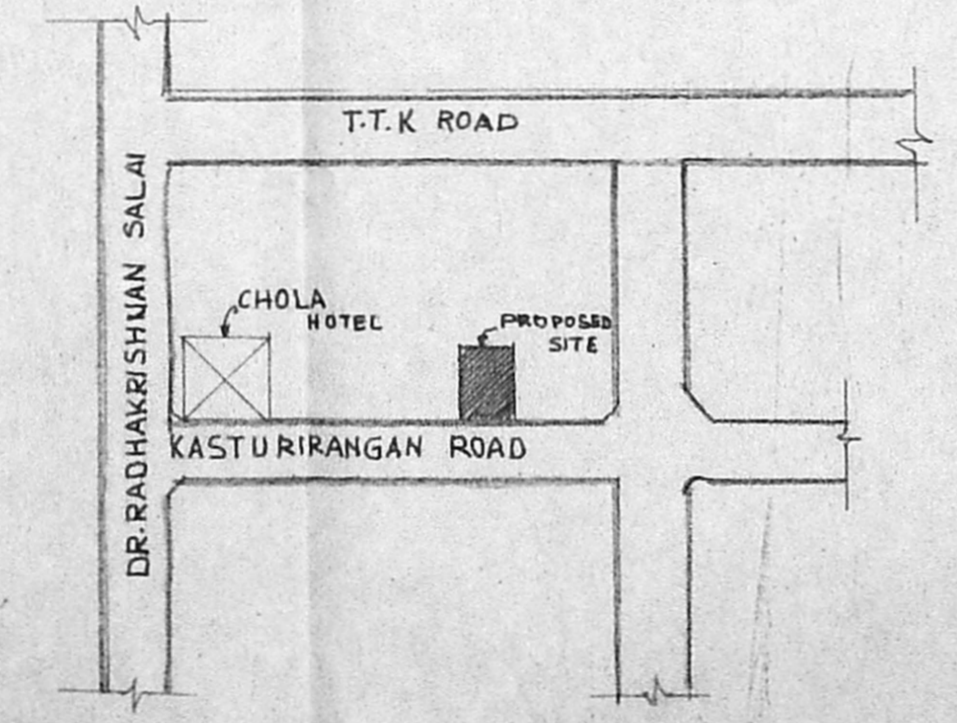 T.T.K ROAD
DR.RADHAKRISHNAN SALAI
CHOLA
HOTEL
PROPOSED
SITE
KASTURIRANGAN ROAD